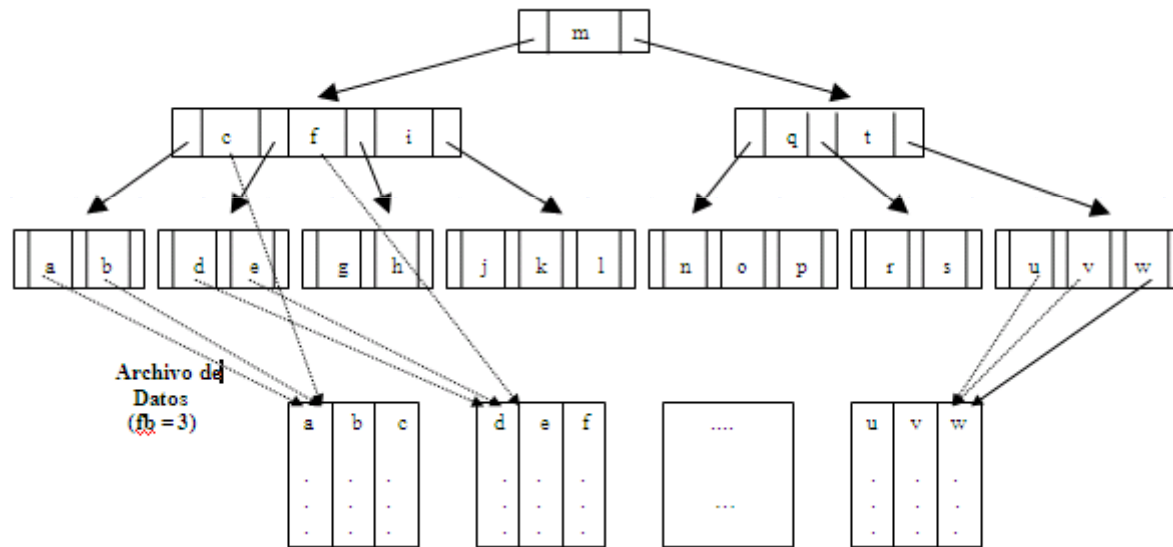 m
c f i
q t
a b
d e
g h
j k l
n o p
r s
u v w
Archivo de
Datos
(fb = 3)
a b c
. . .
. . .
. . .
d e f
. . .
. . .
. . .
....
...
u v w
. . .
. . .
. . .